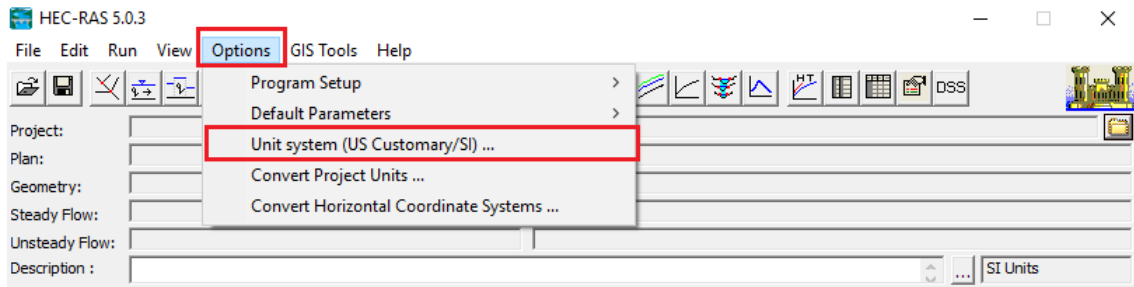 HEC-RAS 5.0.3
File Edit Run View Options GIS Tools Help
Program Setup
HT
DSS
Default Parameters
Project:
Unit system (US Customary/SI) ...
Plan:
Convert Project Units ...
Geometry:
Convert Horizontal Coordinate Systems ...
Steady Flow:
Unsteady Flow:
Description :
... SI Units